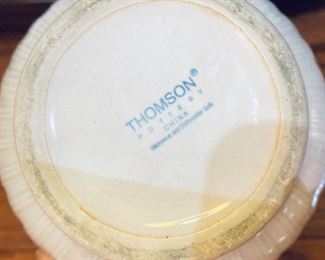 THOMSON®
POTTERY
CHINA
Microwave and Dishwasher Safe